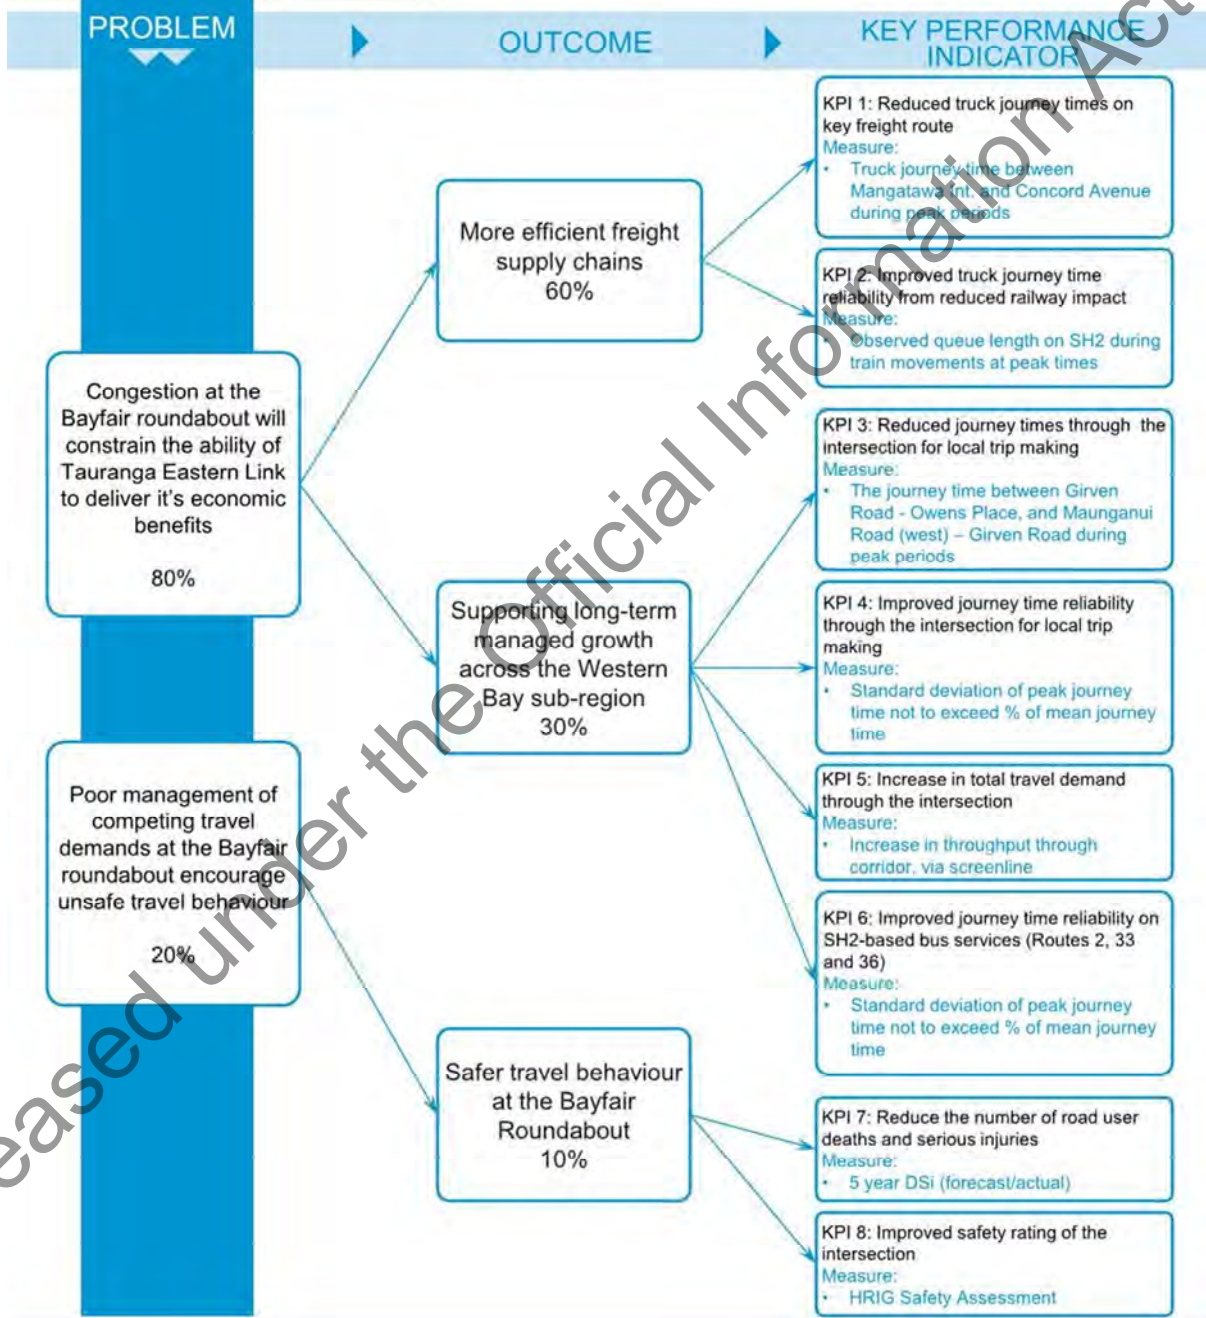 PROBLEM
OUTCOME
KEY PERFORMANCE
INDICATOR
Congestion at the
Bayfair roundabout will
constrain the ability of
Tauranga Eastern Link
to deliver it's economic
benefits
80%
Poor management of
competing travel
demands at the Bayfair
roundabout encourage
unsafe travel behaviour
20%
More efficient freight
supply chains
60%
Supporting long-term
managed growth
across the Western
Bay sub-region
30%
Safer travel behaviour
at the Bayfair
Roundabout
10%
KPI 1: Reduced truck journey times on
key freight route
Measure:
• Truck journey time between
Mangatawa Int. and Concord Avenue
during peak periods
KPI 2: Improved truck journey time
reliability from reduced railway impact
Measure:
• Observed queue length on SH2 during
train movements at peak times
KPI 3: Reduced journey times through the
intersection for local trip making
Measure:
• The journey time between Girven
Road - Owens Place, and Maunganui
Road (west) – Girven Road during
peak periods
KPI 4: Improved journey time reliability
through the intersection for local trip
making
Measure:
• Standard deviation of peak journey
time not to exceed % of mean journey
time
KPI 5: Increase in total travel demand
through the intersection
Measure:
• Increase in throughput through
corridor, via screenline
KPI 6: Improved journey time reliability on
SH2-based bus services (Routes 2, 33
and 36)
Measure:
• Standard deviation of peak journey
time not to exceed % of mean journey
time
KPI 7: Reduce the number of road user
deaths and serious injuries
Measure:
• 5 year DSi (forecast/actual)
KPI 8: Improved safety rating of the
intersection
Measure:
• HRIG Safety Assessment
eased under the Official Information Act